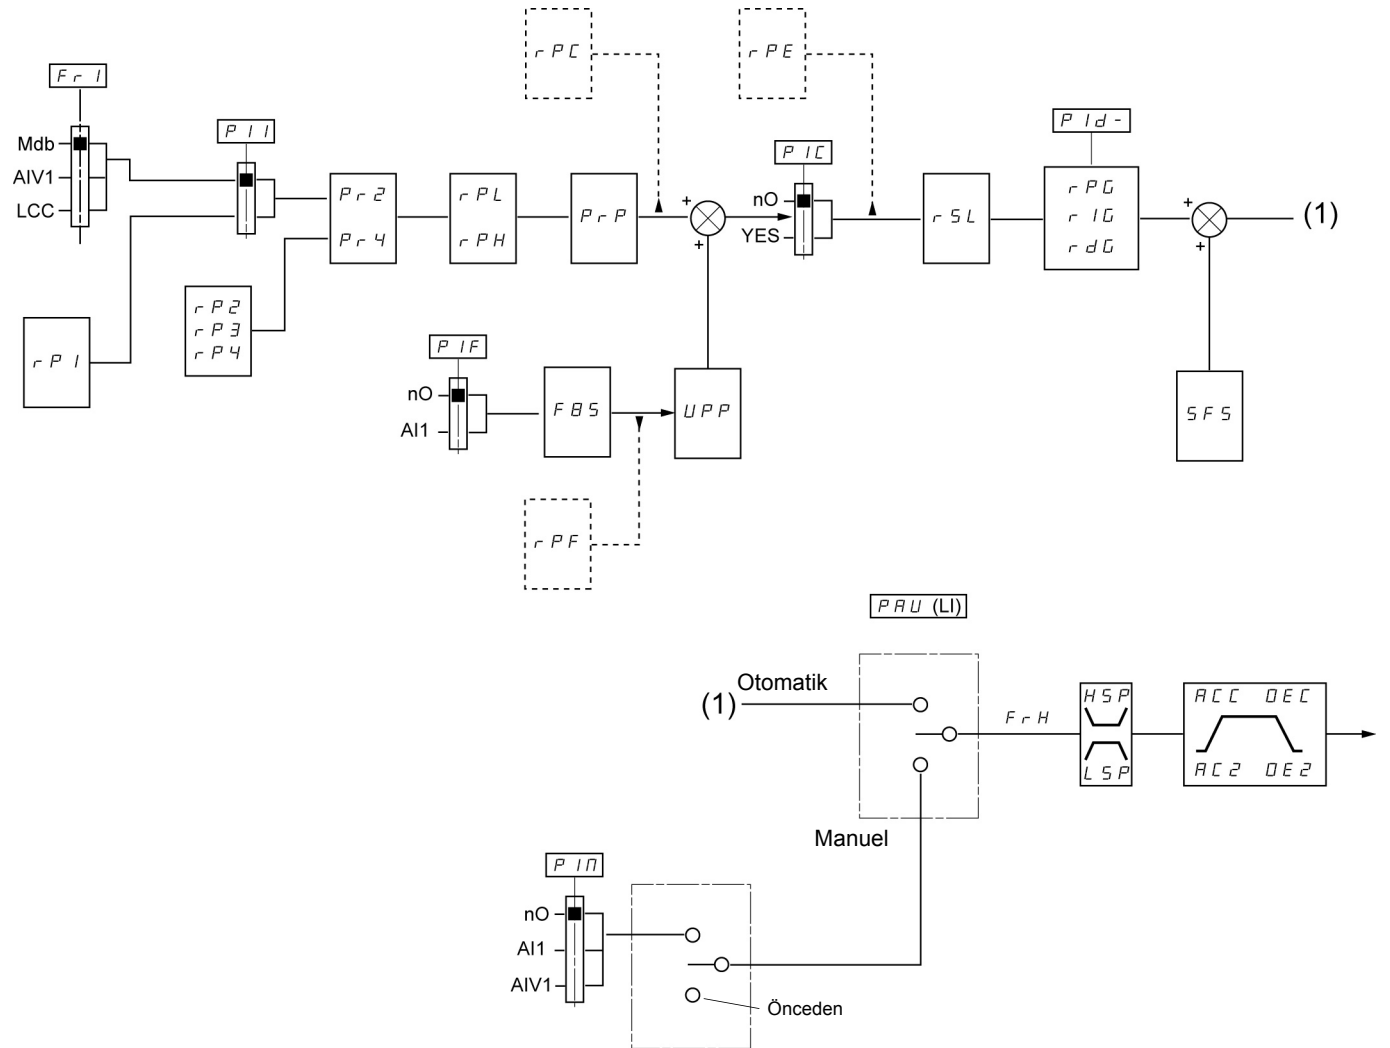 rPC
rPE
Fr1
PII
PId-
Mdb
AIV1
LCC
PIC
nO
YES
Pr2
Pr4
rPL
rPH
PrP
+
+
rSL
rPG
rIG
rdG
+
+
(1)
rP1
rP2
rP3
rP4
PIF
nO
AI1
FBS
UPP
SFS
rPF
PAU (LI)
Otomatik
(1)
FrH
HSP
LSP
ACC DEC
AC2 DE2
Manuel
PIM
nO
AI1
AIV1
Önceden